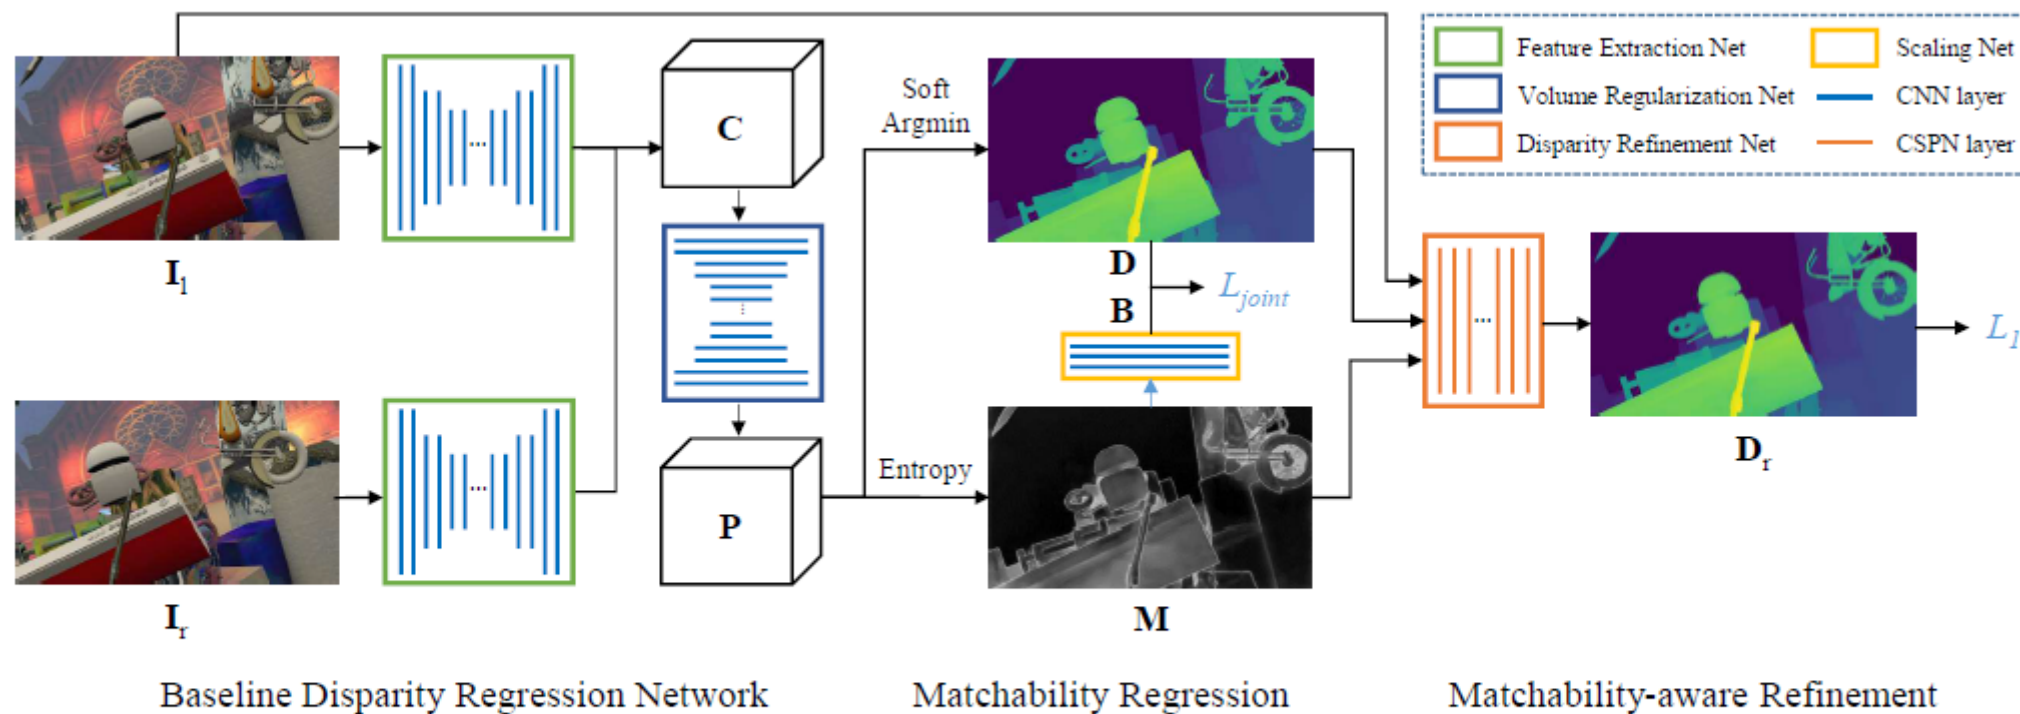 Feature Extraction Net
Scaling Net
Volume Regularization Net
CNN layer
Disparity Refinement Net
CSPN layer
...
C
Soft
Argmin
I_l
D
L_joint
B
...
...
D_r
L_1
...
Entropy
P
I_r
M
Baseline Disparity Regression Network
Matchability Regression
Matchability-aware Refinement